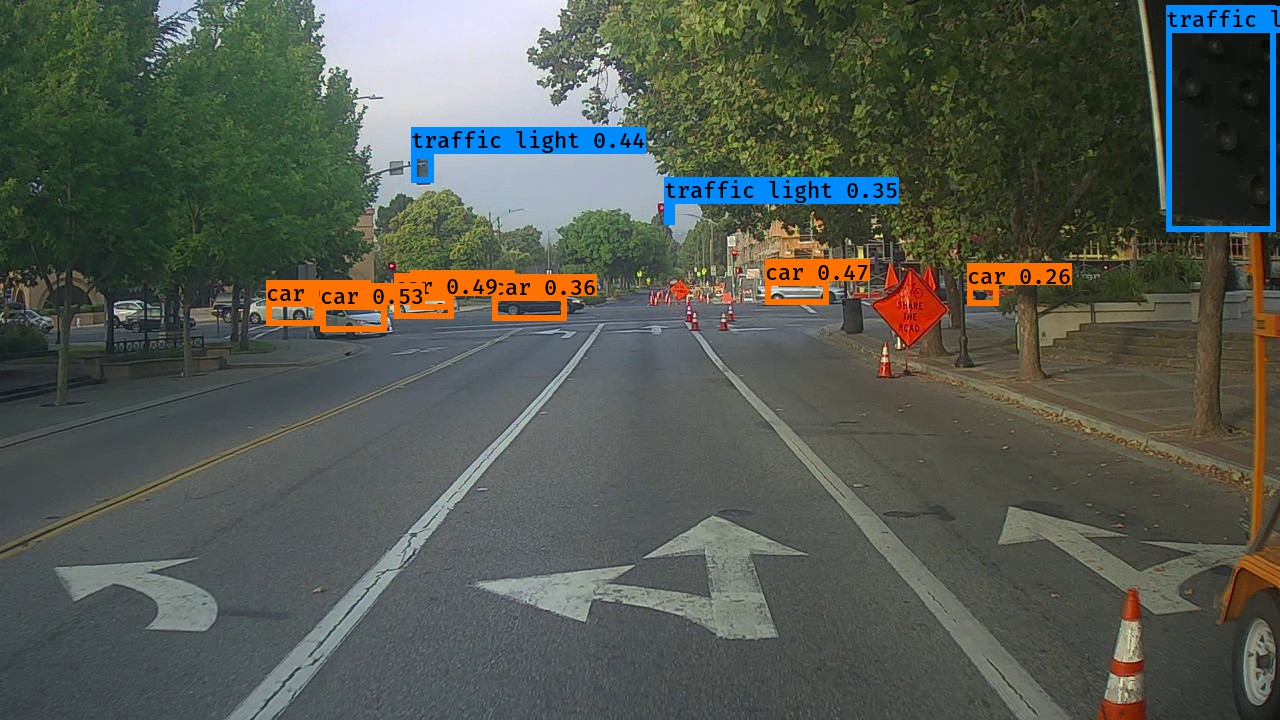 traffic l
traffic light 0.44
traffic light 0.35
car 0.47
car 0.26
car
car 0.53
0.49
car 0.36
SHARE
THE
ROAD